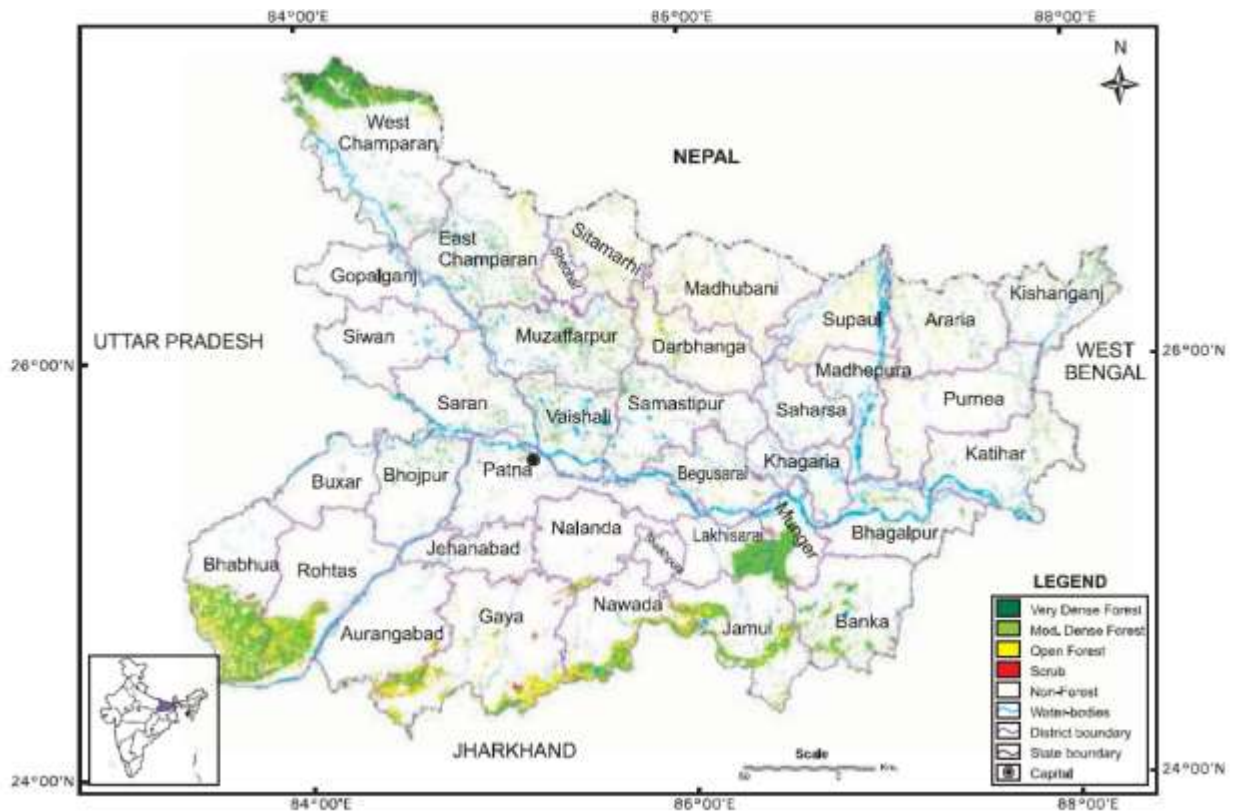 84°00'E 86°00'E 88°00'E
N
West
Champaran
NEPAL
East
Champaran
Sitamarhi
Sheohar
Gopalganj
Madhubani
Kishanganj
Siwan
Muzaffarpur
Supaul
Araria
UTTAR PRADESH
Darbhanga
WEST
BENGAL
26°00'N
26°00'N
Madhepura
Saran
Vaishali
Samastipur
Saharsa
Purnea
Katihar
Patna
Begusarai
Khagaria
Buxar
Bhojpur
Munger
Bhagalpur
Nalanda
Lakhisarai
Jehanabad
Bhabhua
Rohtas
Nawada
Gaya
Jamui
Banka
Aurangabad
LEGEND
Very Dense Forest
Mod. Dense Forest
Open Forest
Scrub
Non-Forest
Water-bodies
District boundary
State boundary
Capital
JHARKHAND
Scale
Km.
24°00'N
24°00'N
84°00'E 86°00'E 88°00'E